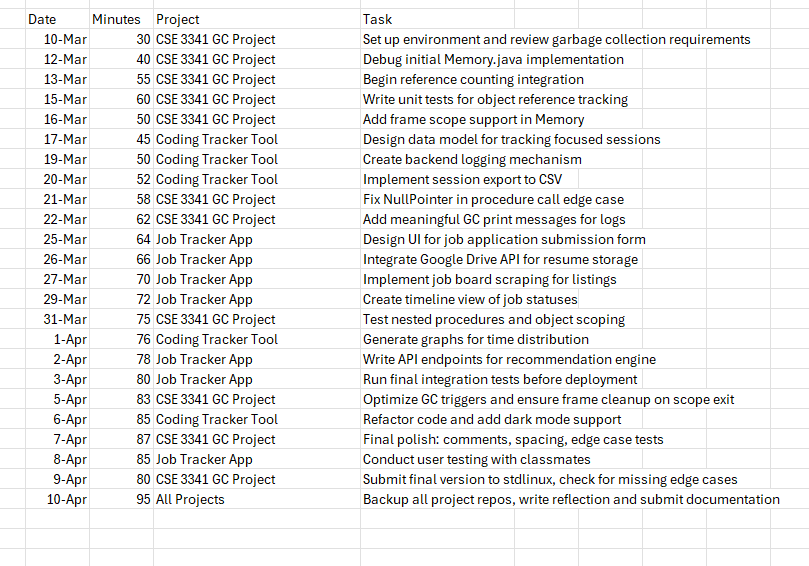 Date Minutes Project Task
10-Mar 30 CSE 3341 GC Project Set up environment and review garbage collection requirements
12-Mar 40 CSE 3341 GC Project Debug initial Memory.java implementation
13-Mar 55 CSE 3341 GC Project Begin reference counting integration
15-Mar 60 CSE 3341 GC Project Write unit tests for object reference tracking
16-Mar 50 CSE 3341 GC Project Add frame scope support in Memory
17-Mar 45 Coding Tracker Tool Design data model for tracking focused sessions
19-Mar 50 Coding Tracker Tool Create backend logging mechanism
20-Mar 52 Coding Tracker Tool Implement session export to CSV
21-Mar 58 CSE 3341 GC Project Fix NullPointer in procedure call edge case
22-Mar 62 CSE 3341 GC Project Add meaningful GC print messages for logs
25-Mar 64 Job Tracker App Design UI for job application submission form
26-Mar 66 Job Tracker App Integrate Google Drive API for resume storage
27-Mar 70 Job Tracker App Implement job board scraping for listings
29-Mar 72 Job Tracker App Create timeline view of job statuses
31-Mar 75 CSE 3341 GC Project Test nested procedures and object scoping
1-Apr 76 Coding Tracker Tool Generate graphs for time distribution
2-Apr 78 Job Tracker App Write API endpoints for recommendation engine
3-Apr 80 Job Tracker App Run final integration tests before deployment
5-Apr 83 CSE 3341 GC Project Optimize GC triggers and ensure frame cleanup on scope exit
6-Apr 85 Coding Tracker Tool Refactor code and add dark mode support
7-Apr 87 CSE 3341 GC Project Final polish: comments, spacing, edge case tests
8-Apr 85 Job Tracker App Conduct user testing with classmates
9-Apr 80 CSE 3341 GC Project Submit final version to stdlinux, check for missing edge cases
10-Apr 95 All Projects Backup all project repos, write reflection and submit documentation